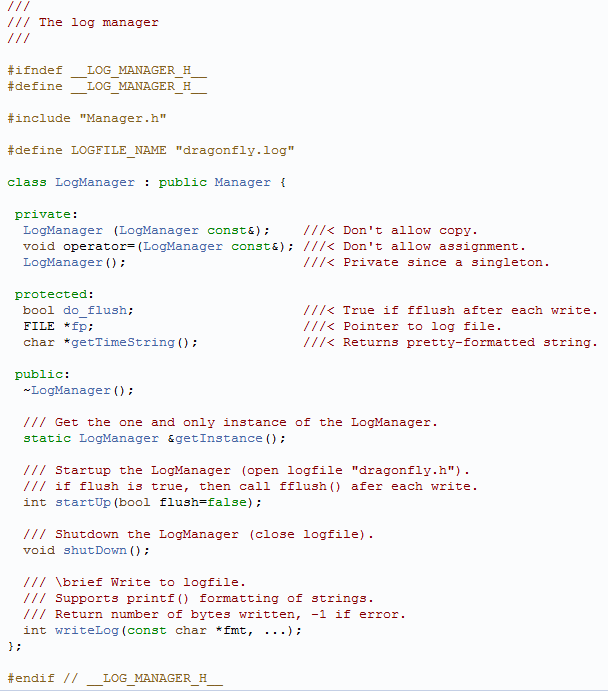 ///
/// The log manager
///
#ifndef __LOG_MANAGER_H__
#define __LOG_MANAGER_H__
#include "Manager.h"
#define LOGFILE_NAME "dragonfly.log"
class LogManager : public Manager {
private:
LogManager (LogManager const&); ///< Don't allow copy.
void operator=(LogManager const&); ///< Don't allow assignment.
LogManager(); ///< Private since a singleton.
protected:
bool do_flush; ///< True if fflush after each write.
FILE *fp; ///< Pointer to log file.
char *getTimeString(); ///< Returns pretty-formatted string.
public:
~LogManager();
/// Get the one and only instance of the LogManager.
static LogManager &getInstance();
/// Startup the LogManager (open logfile "dragonfly.h").
/// if flush is true, then call fflush() afer each write.
int startUp(bool flush=false);
/// Shutdown the LogManager (close logfile).
void shutDown();
/// \brief Write to logfile.
/// Supports printf() formatting of strings.
/// Return number of bytes written, -1 if error.
int writeLog(const char *fmt, ...);
};
#endif // __LOG_MANAGER_H__